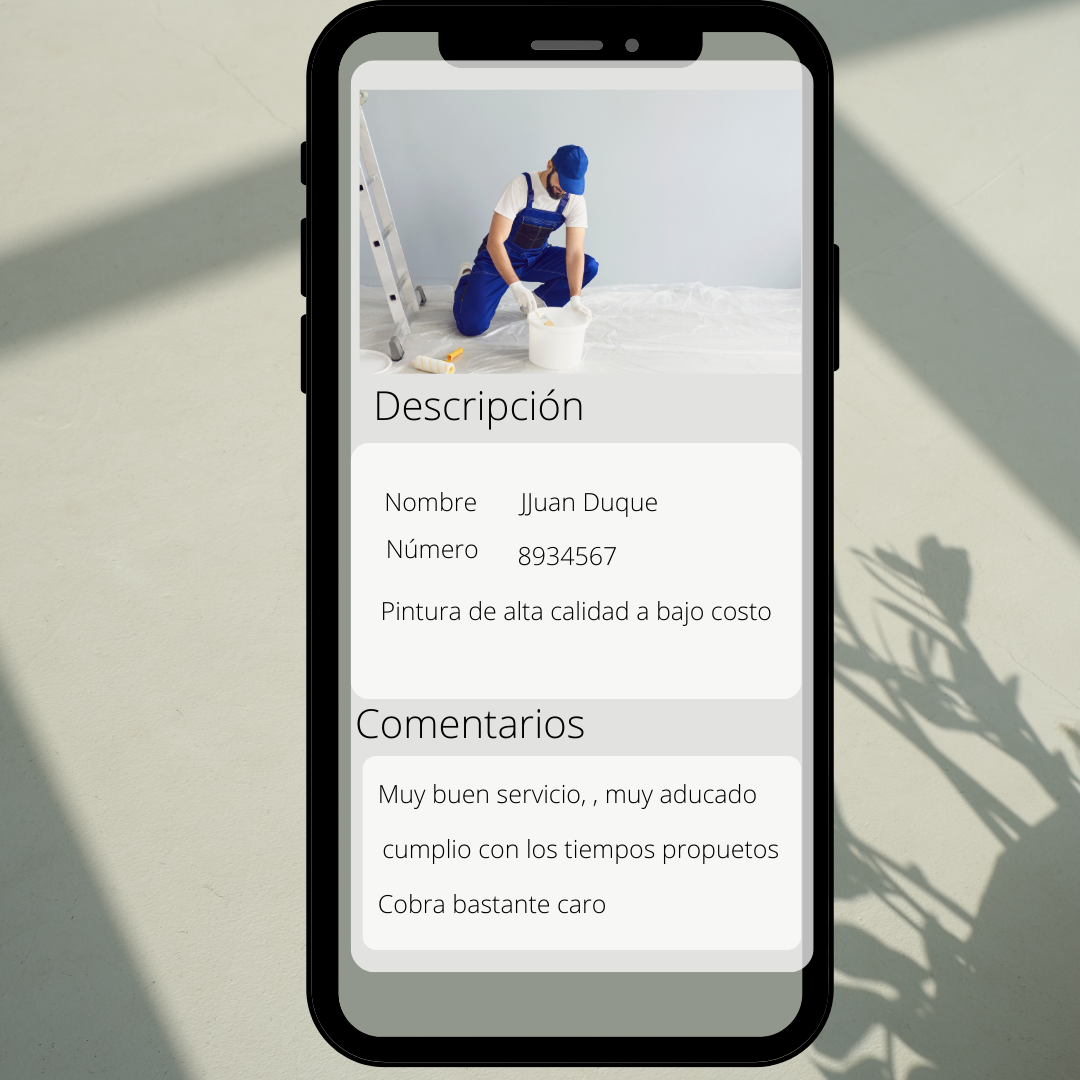 Descripción
Nombre JJuan Duque
Número 8934567
Pintura de alta calidad a bajo costo
Comentarios
Muy buen servicio, , muy aducado
cumplio con los tiempos propuetos
Cobra bastante caro